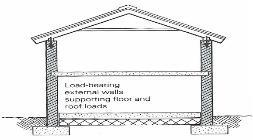 Load-bearing
external walls
supporting floor and
roof loads